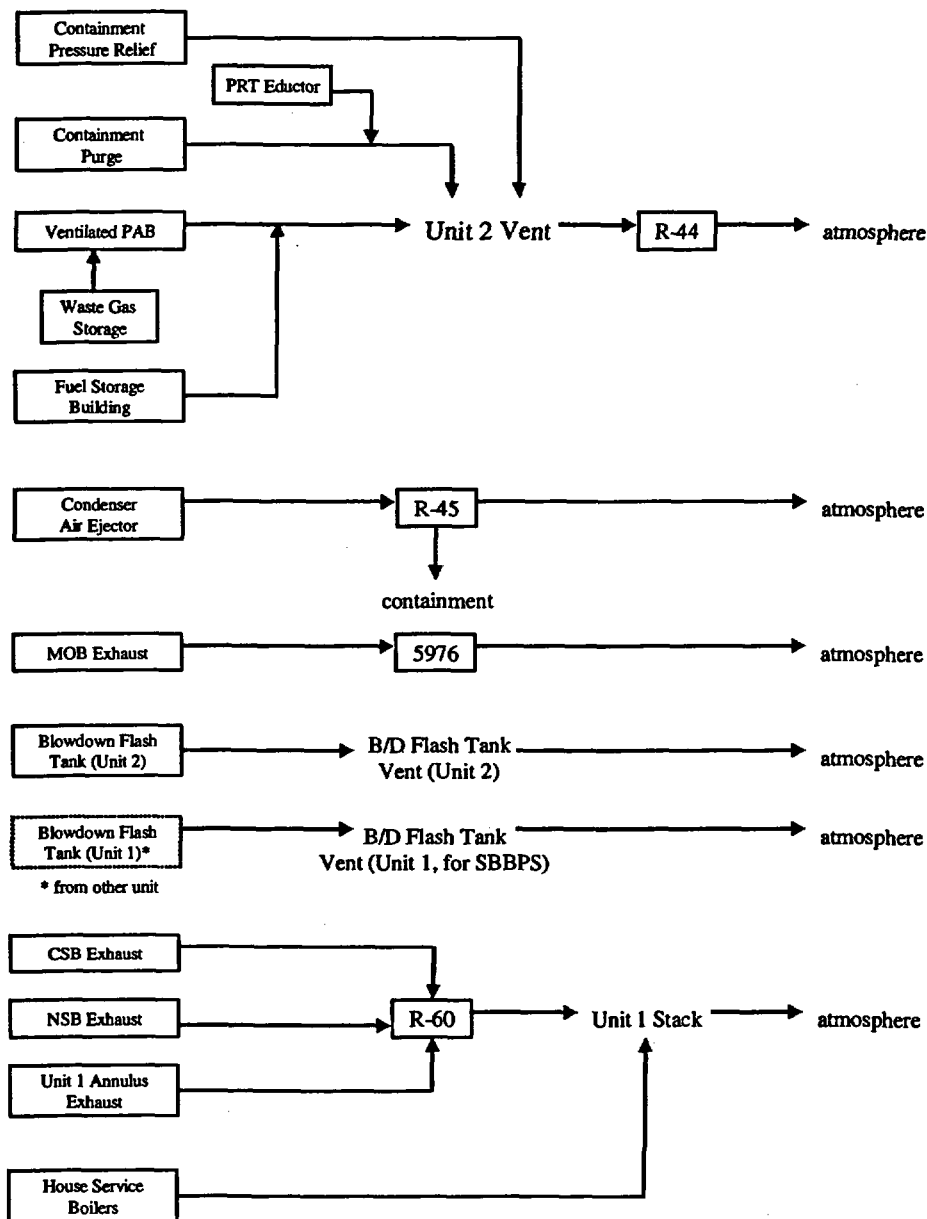 Containment
Pressure Relief
PRT Eductor
Containment
Purge
Ventilated PAB
Unit 2 Vent
R-44
atmosphere
Waste Gas
Storage
Fuel Storage
Building
Condenser
Air Ejector
R-45
atmosphere
containment
MOB Exhaust
5976
atmosphere
Blowdown Flash
Tank (Unit 2)
B/D Flash Tank
Vent (Unit 2)
atmosphere
Blowdown Flash
Tank (Unit 1)*
B/D Flash Tank
Vent (Unit 1, for SBBPS)
atmosphere
* from other unit
CSB Exhaust
NSB Exhaust
R-60
Unit 1 Stack
atmosphere
Unit 1 Annulus
Exhaust
House Service
Boilers